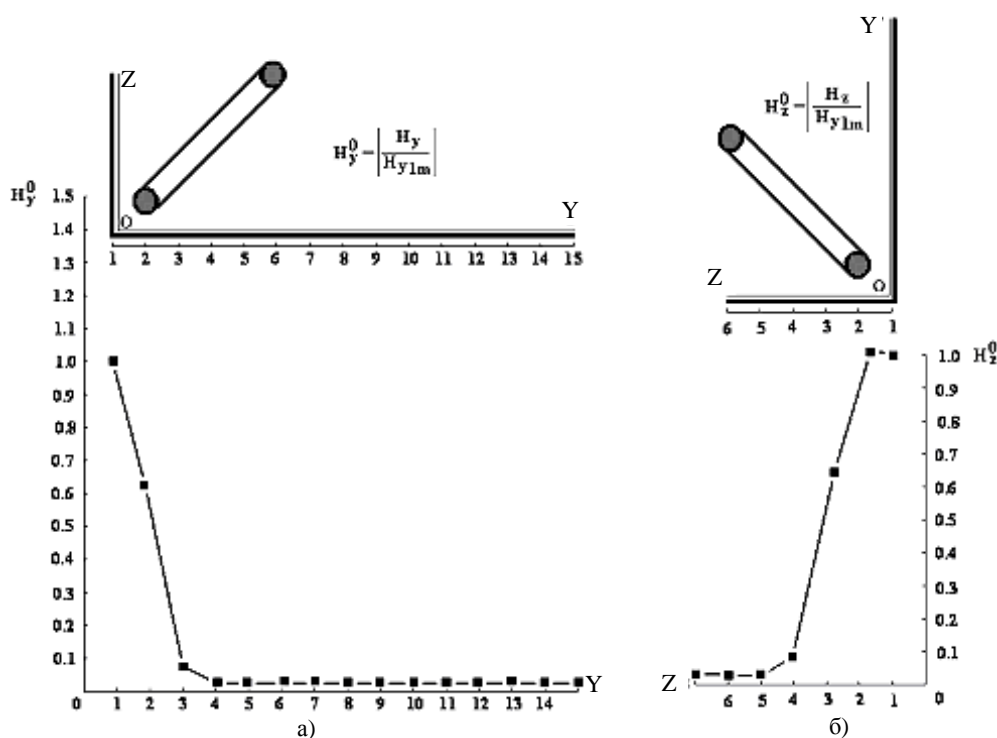 Z
H_y^0 = |H_y / H_y1m|
O
Y
1 2 3 4 5 6 7 8 9 10 11 12 13 14 15
H_y^0
1.5
1.4
1.3
1.2
1.1
1.0
0.9
0.8
0.7
0.6
0.5
0.4
0.3
0.2
0.1
0 1 2 3 4 5 6 7 8 9 10 11 12 13 14
Y
а)
Y
H_z^0 = |H_z / H_y1m|
Z
O
6 5 4 3 2 1
H_z^0
1.0
0.9
0.8
0.7
0.6
0.5
0.4
0.3
0.2
0.1
0
Z
6 5 4 3 2 1
б)